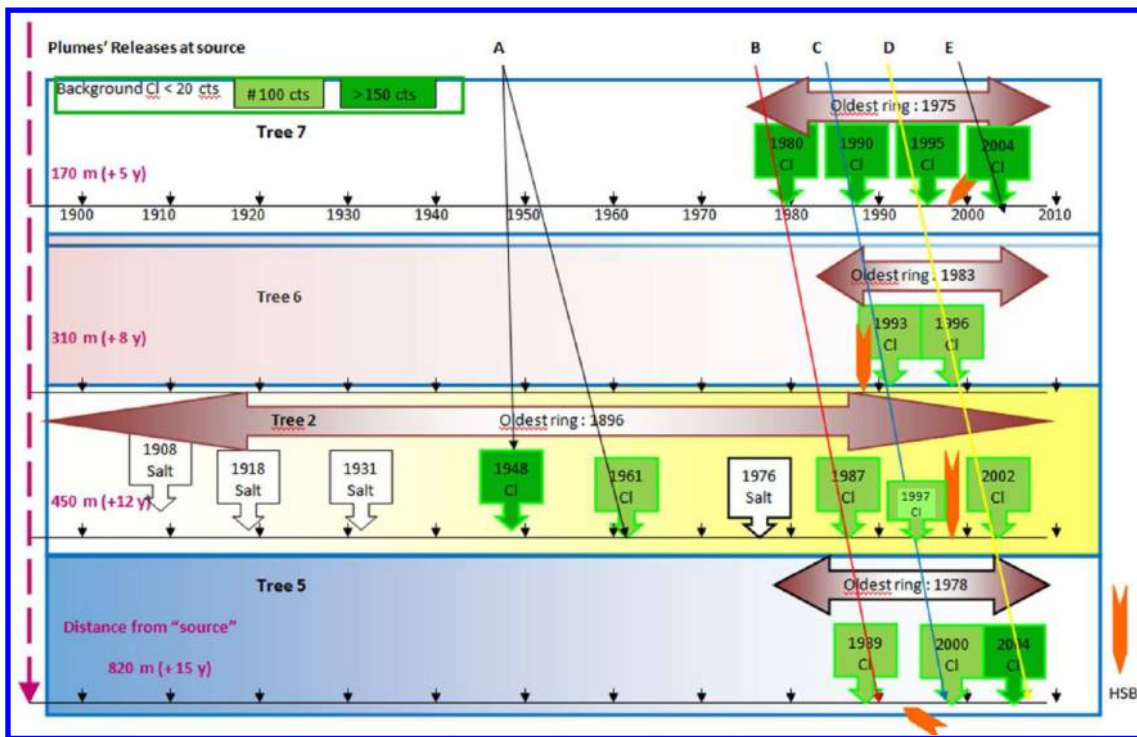 Plumes' Releases at source
A
B
C
D
E
Background Cl < 20 cts
#100 cts
>150 cts
Oldest ring : 1975
Tree 7
1980
Cl
1990
Cl
1995
Cl
2004
Cl
170 m (+ 5 y)
1900
1910
1920
1930
1940
1950
1960
1970
1980
1990
2000
2010
Oldest ring : 1983
Tree 6
1993
Cl
1996
Cl
310 m (+ 8 y)
Tree 2
Oldest ring : 1896
1908
Salt
1918
Salt
1931
Salt
1948
Cl
1961
Cl
1976
Salt
1987
Cl
1997
Cl
2002
Cl
450 m (+12 y)
Tree 5
Oldest ring : 1978
Distance from "source"
820 m (+ 15 y)
1989
Cl
2000
Cl
2004
Cl
HSB